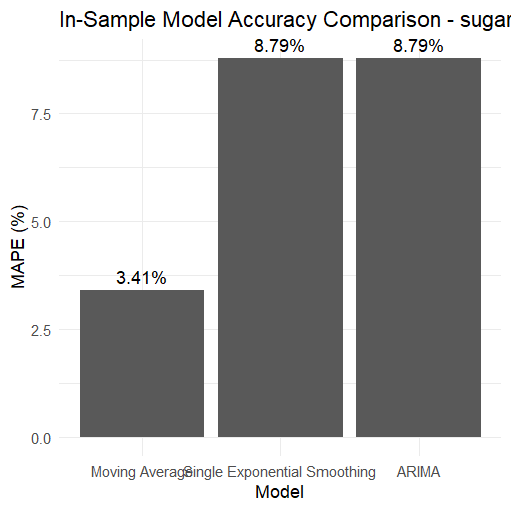 In-Sample Model Accuracy Comparison - sugar
8.79% 8.79%
7.5
MAPE (%)
5.0
3.41%
2.5
0.0
Moving Average Single Exponential Smoothing ARIMA
Model